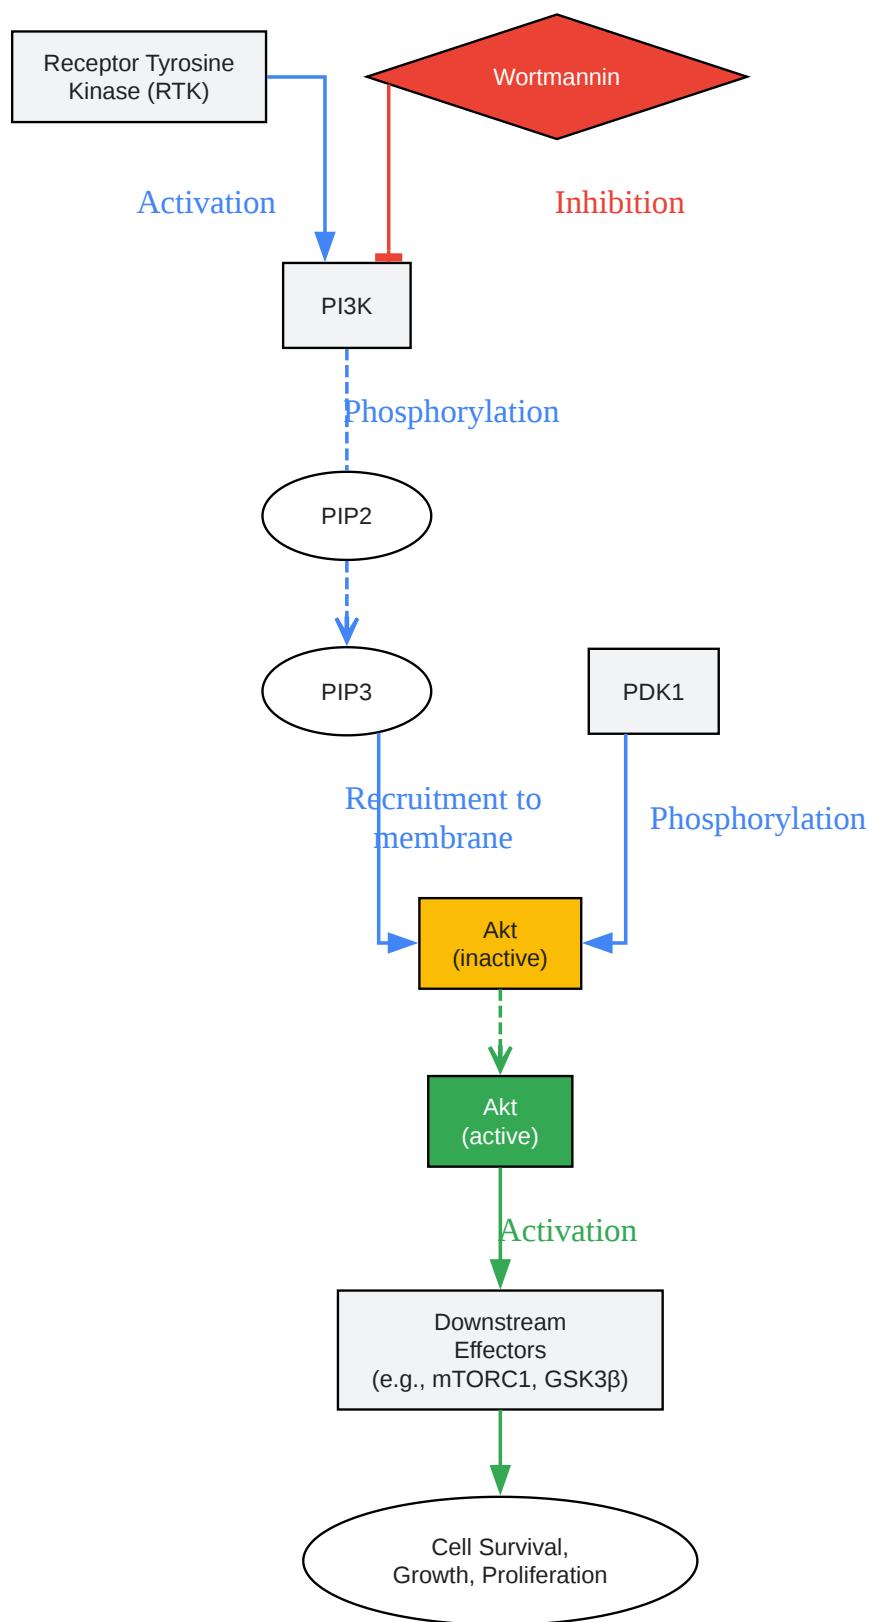 Receptor Tyrosine
Kinase (RTK)
Wortmannin
Activation
Inhibition
PI3K
Phosphorylation
PIP2
PIP3
PDK1
Recruitment to
membrane
Phosphorylation
Akt
(inactive)
Akt
(active)
Activation
Downstream
Effectors
(e.g., mTORC1, GSK3β)
Cell Survival,
Growth, Proliferation